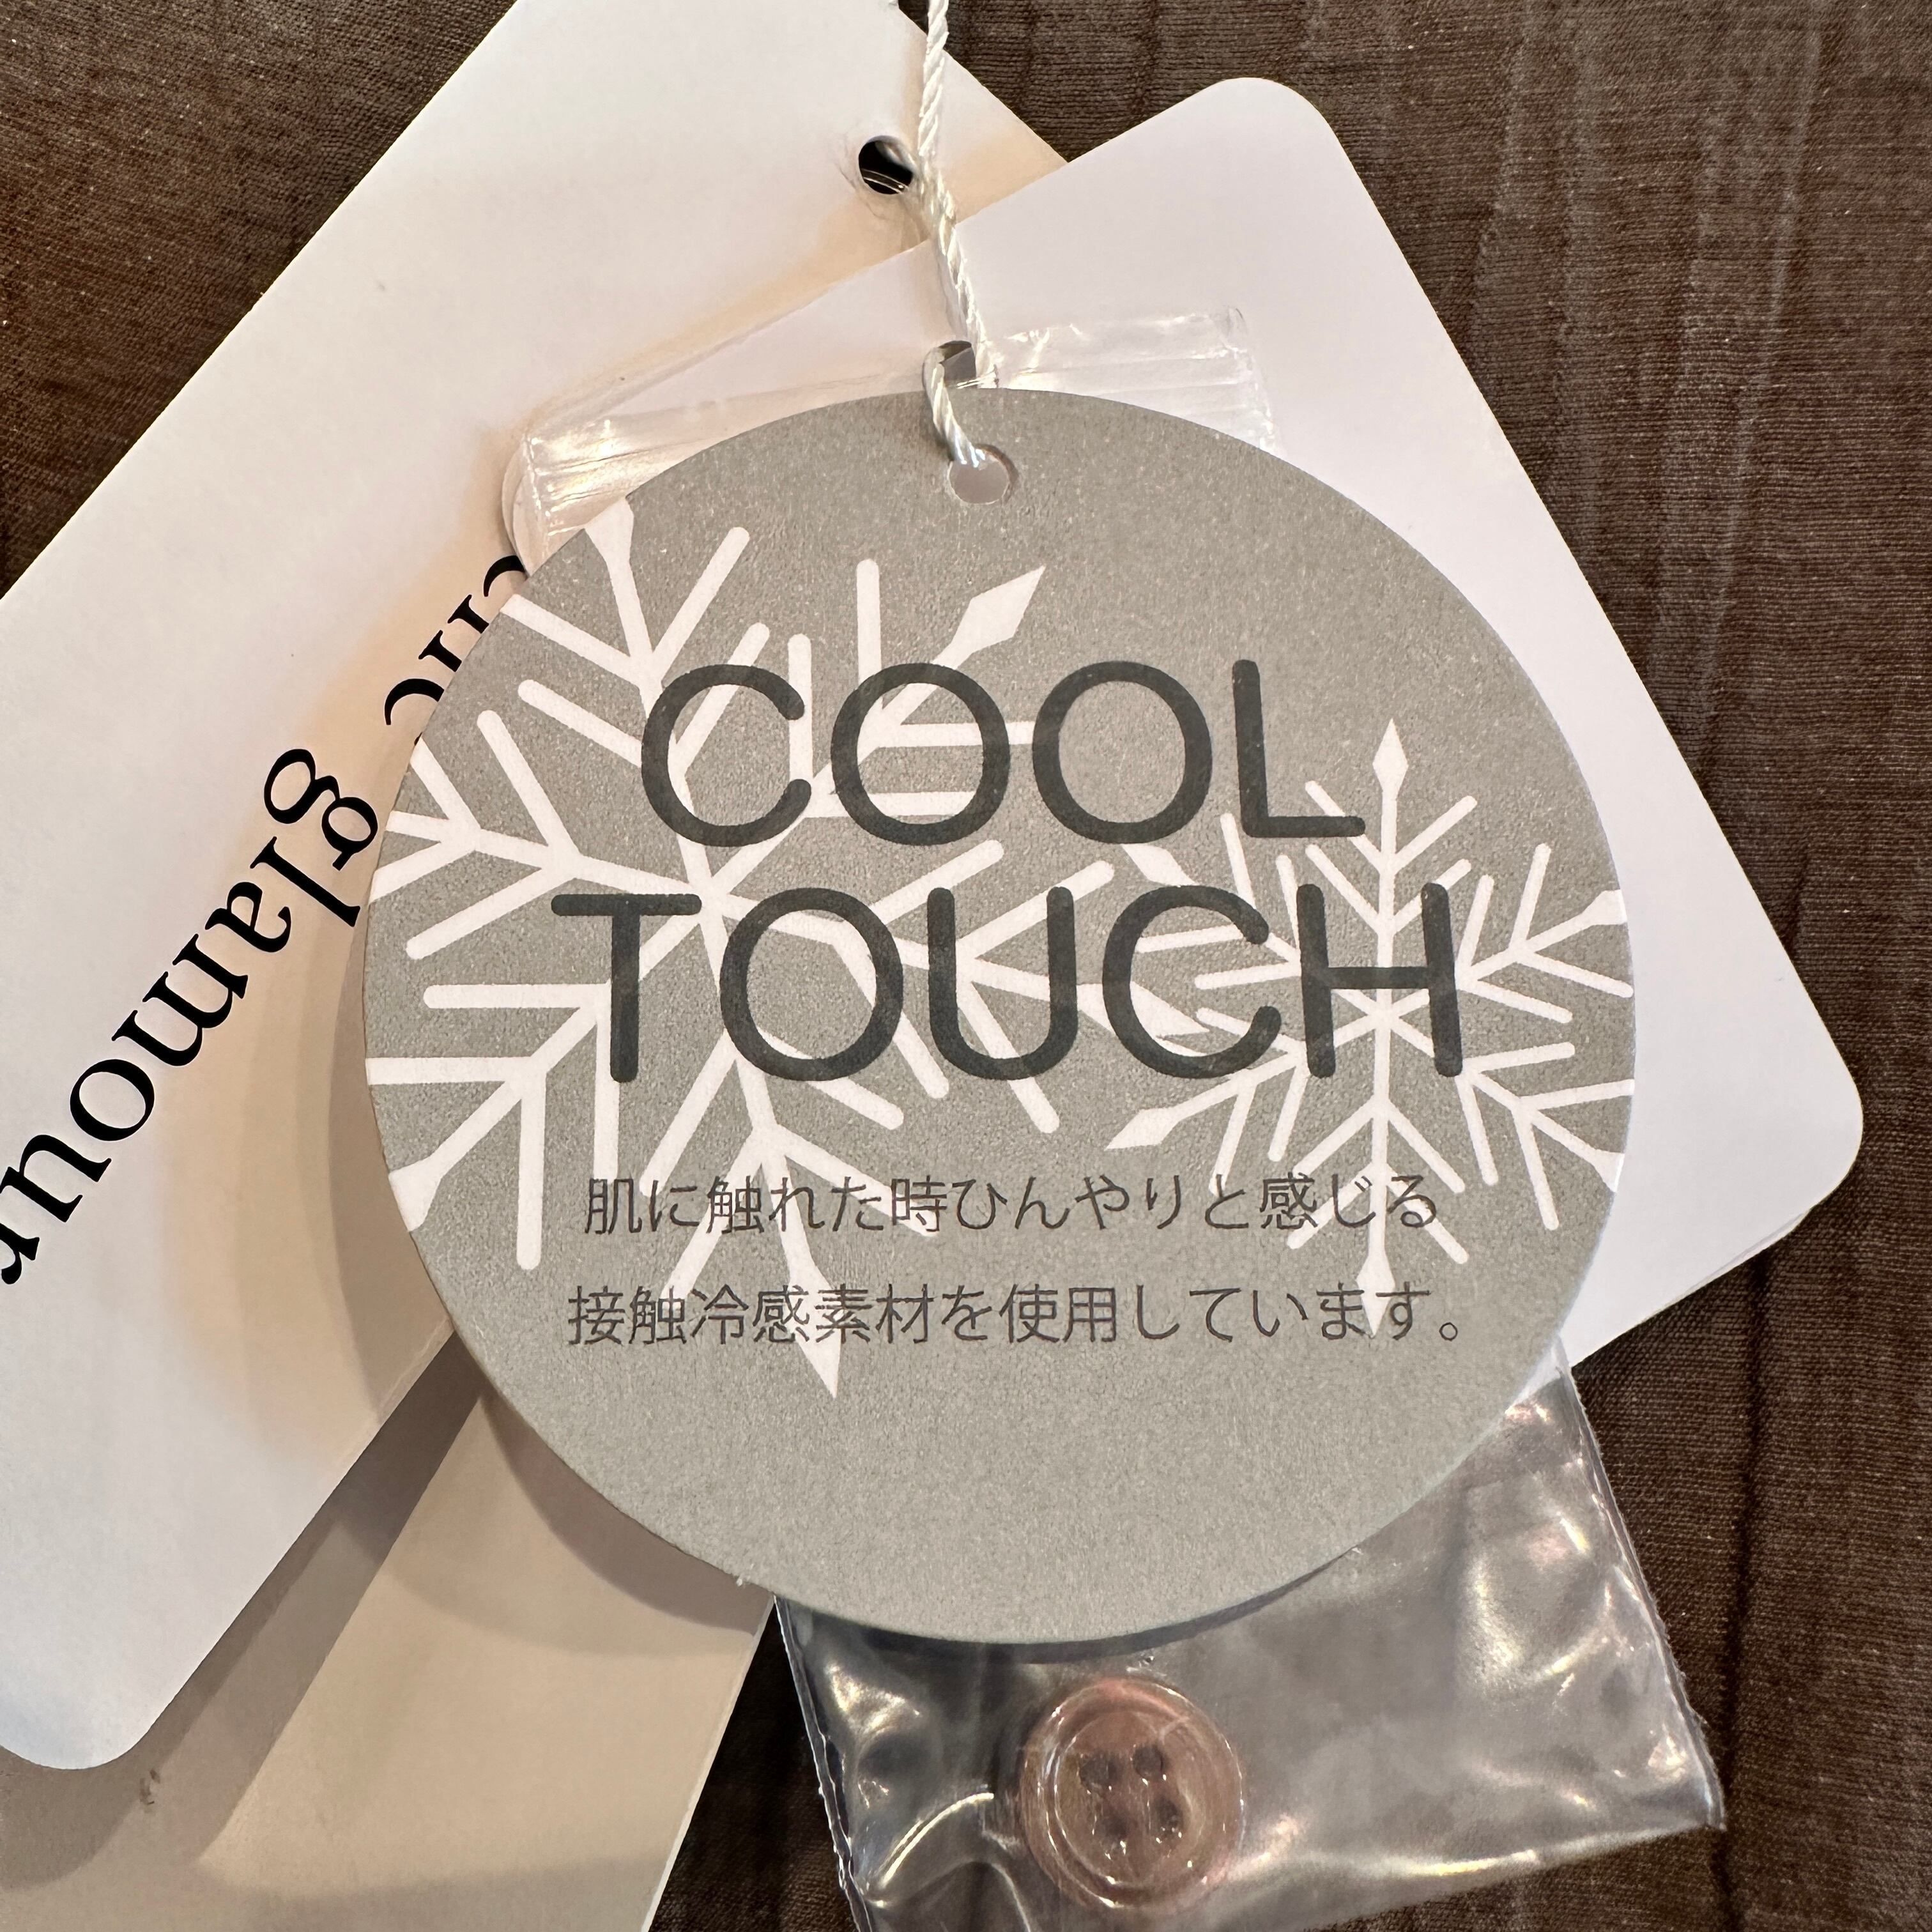 COOL
TOUCH
肌に触れた時ひんやりと感じる
接触冷感素材を使用しています。
glamour